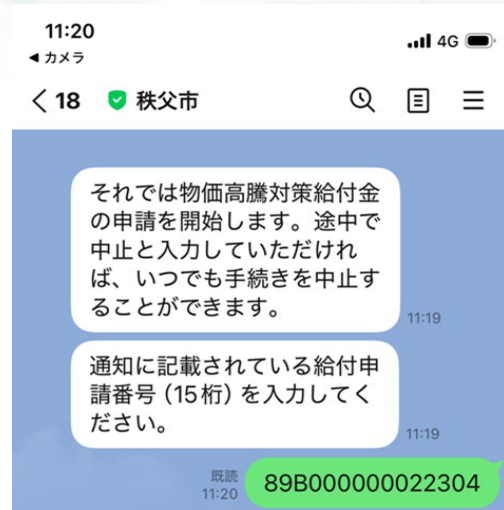 11:20
4G
◀ カメラ
18 秩父市
それでは物価高騰対策給付金
の申請を開始します。途中で
中止と入力していただけれ
ば、いつでも手続きを中止す
ることができます。
11:19
通知に記載されている給付申
請番号（15桁）を入力してく
ださい。
11:19
既読
11:20
89B000000022304